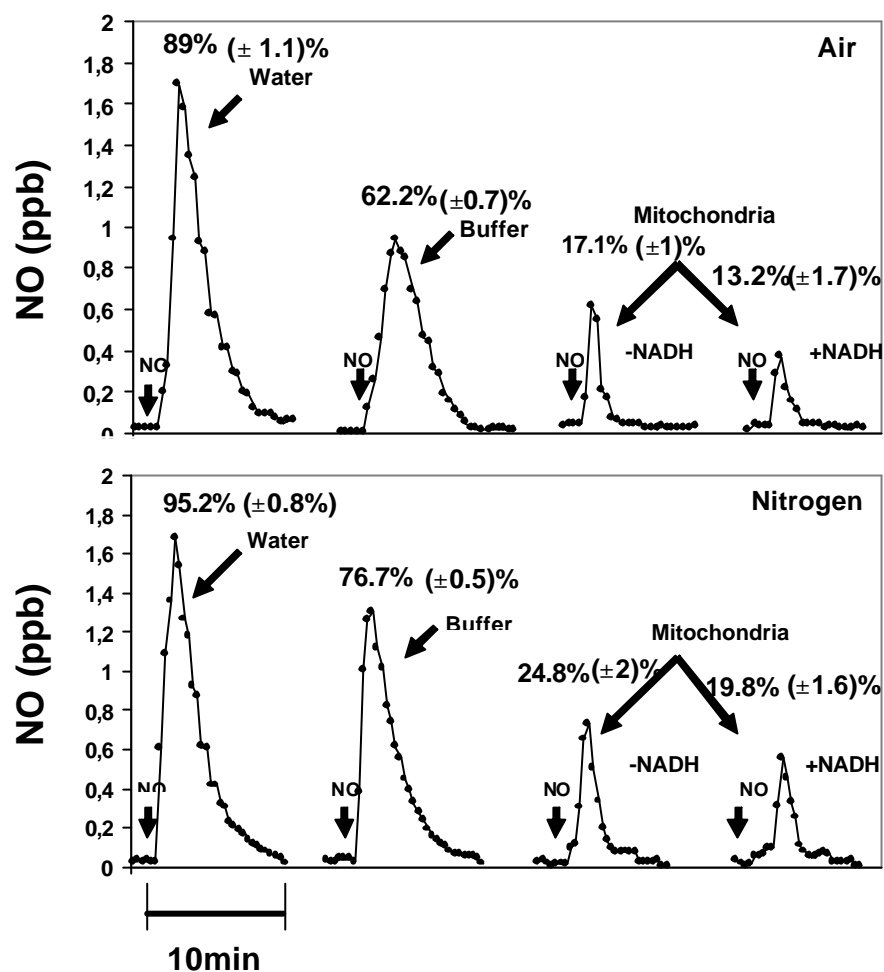 2
1,8
1,6
1,4
1,2
1
0,8
0,6
0,4
0,2
0
NO (ppb)
Air
89% (± 1.1)%
Water
62.2% (±0.7)%
Buffer
Mitochondria
17.1% (±1)%
13.2% (±1.7)%
NO
NO
NO
NO
-NADH
+NADH
2
1,8
1,6
1,4
1,2
1
0,8
0,6
0,4
0,2
0
NO (ppb)
Nitrogen
95.2% (±0.8%)
Water
76.7% (±0.5)%
Buffer
Mitochondria
24.8% (±2)%
19.8% (±1.6)%
NO
NO
NO
NO
-NADH
+NADH
10min